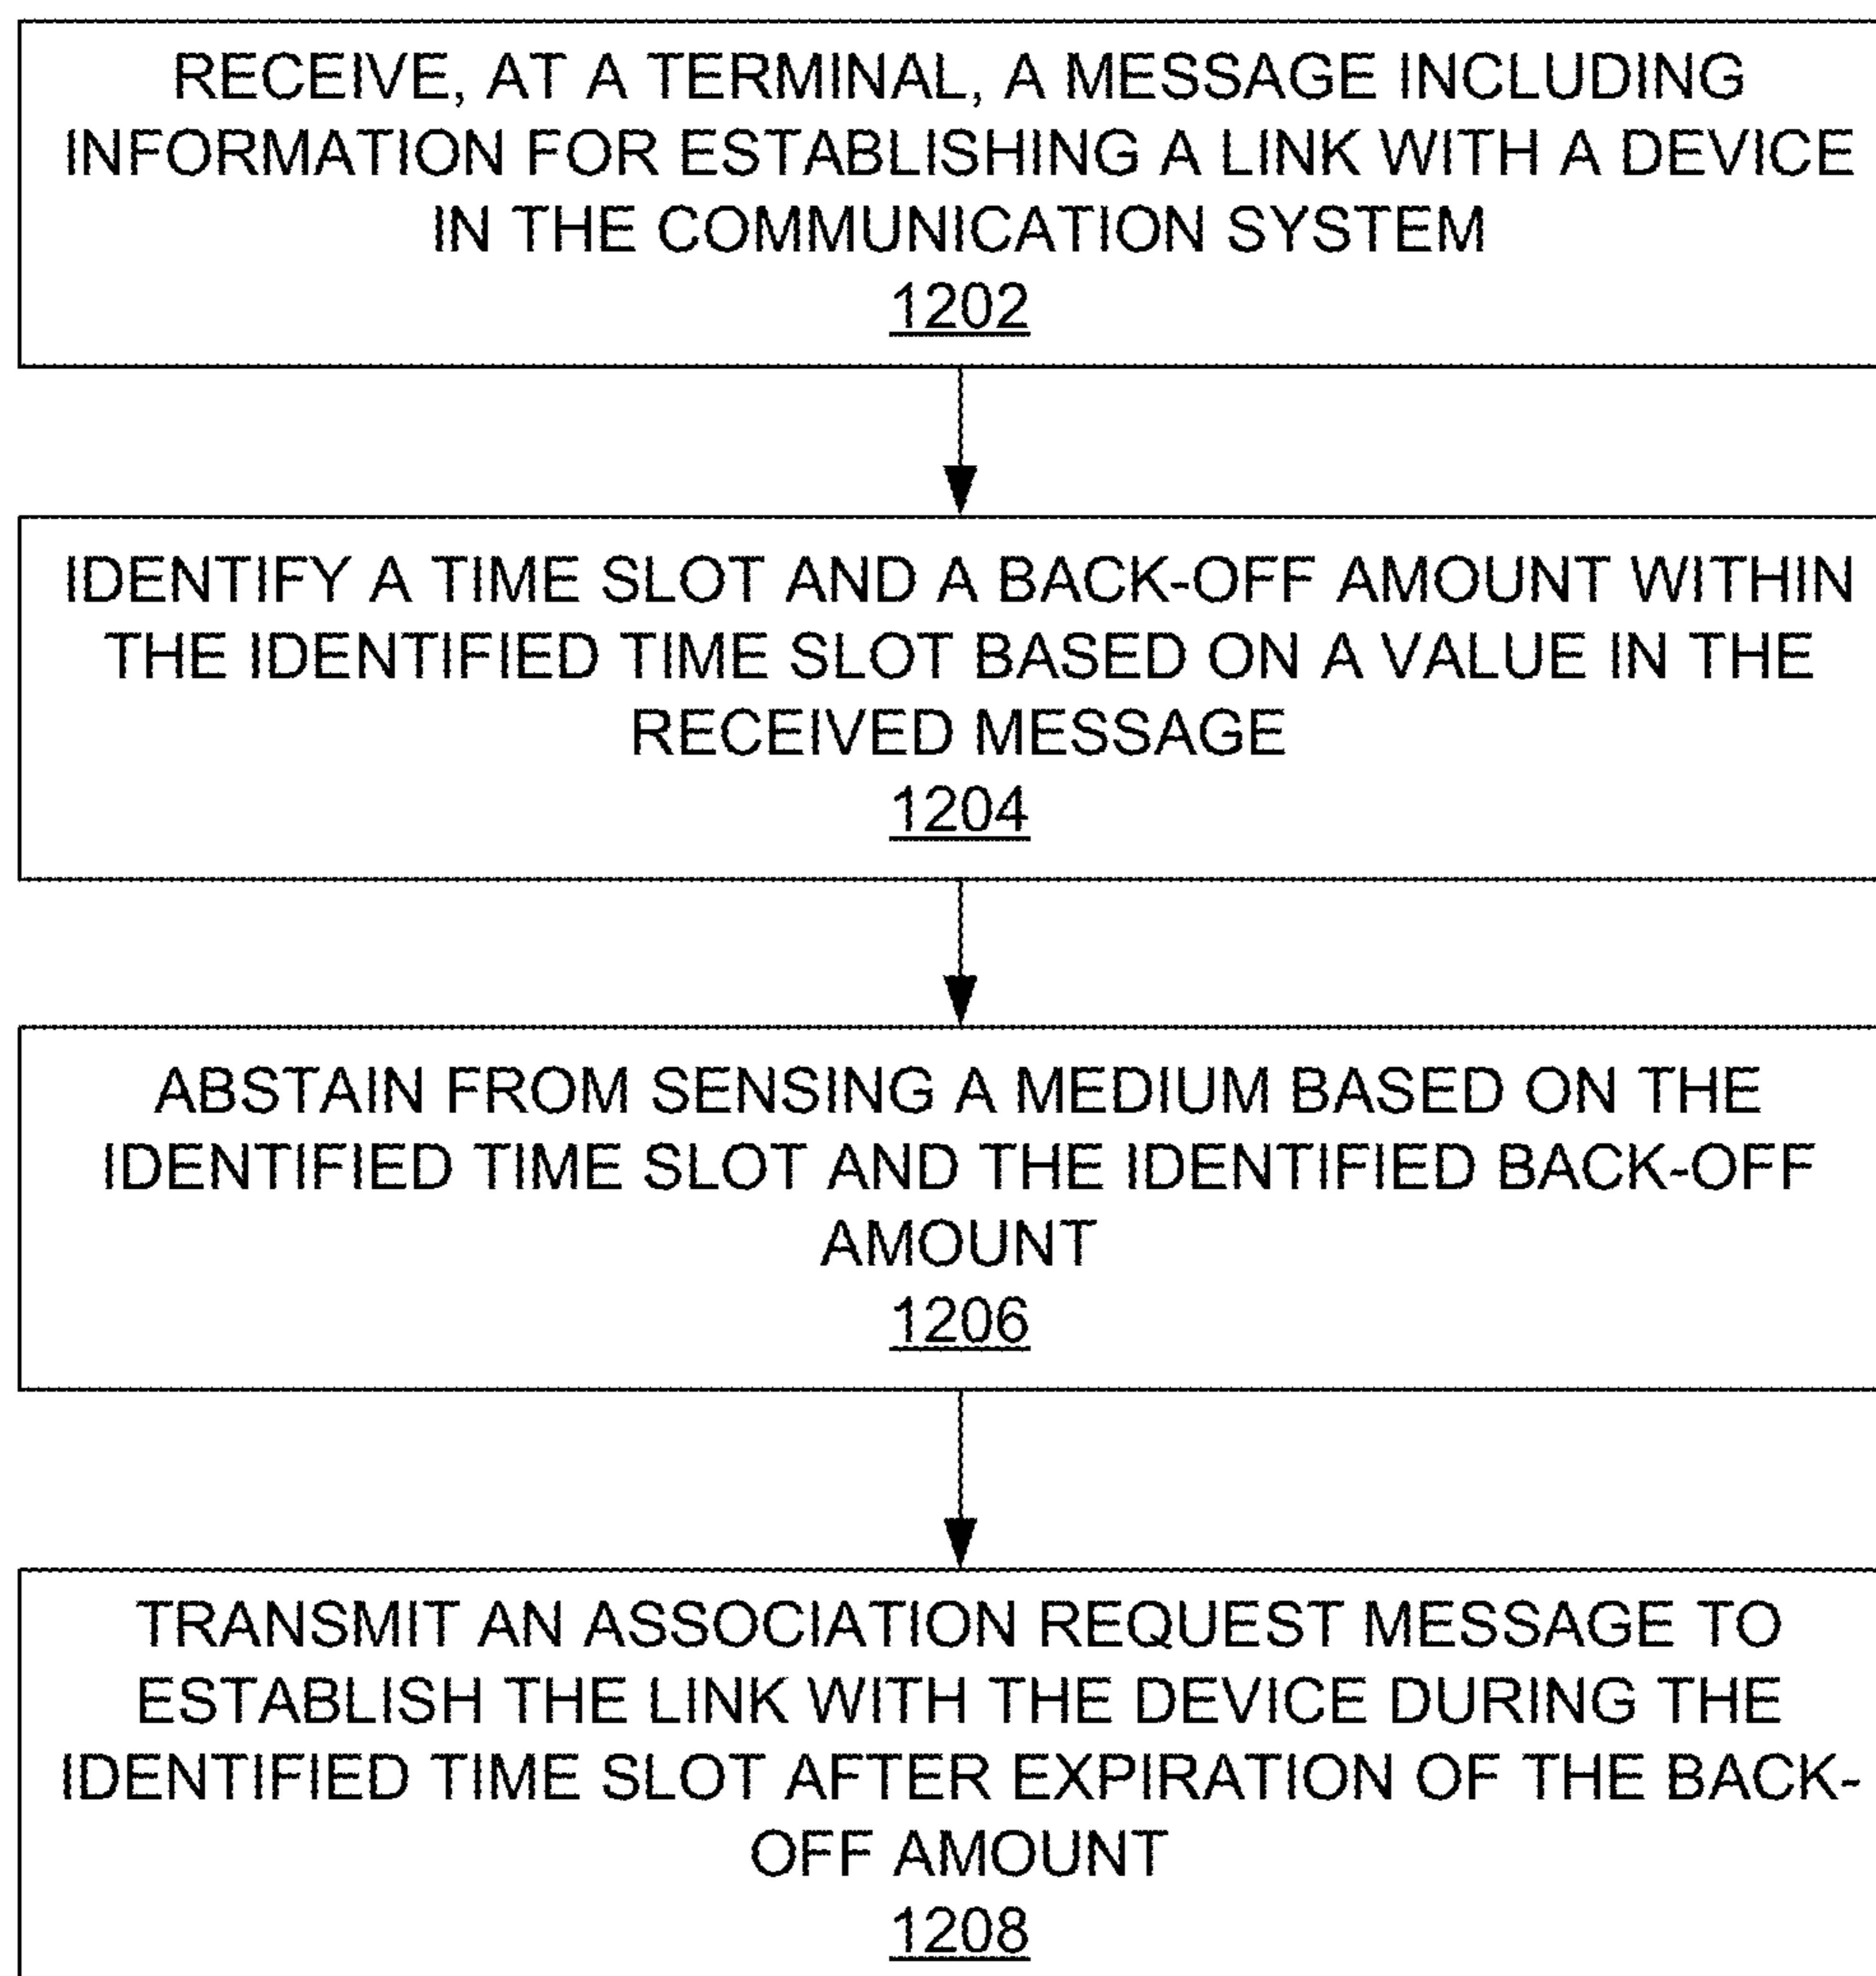 RECEIVE, AT A TERMINAL, A MESSAGE INCLUDING
INFORMATION FOR ESTABLISHING A LINK WITH A DEVICE
IN THE COMMUNICATION SYSTEM
1202
IDENTIFY A TIME SLOT AND A BACK-OFF AMOUNT WITHIN
THE IDENTIFIED TIME SLOT BASED ON A VALUE IN THE
RECEIVED MESSAGE
1204
ABSTAIN FROM SENSING A MEDIUM BASED ON THE
IDENTIFIED TIME SLOT AND THE IDENTIFIED BACK-OFF
AMOUNT
1206
TRANSMIT AN ASSOCIATION REQUEST MESSAGE TO
ESTABLISH THE LINK WITH THE DEVICE DURING THE
IDENTIFIED TIME SLOT AFTER EXPIRATION OF THE BACK-
OFF AMOUNT
1208